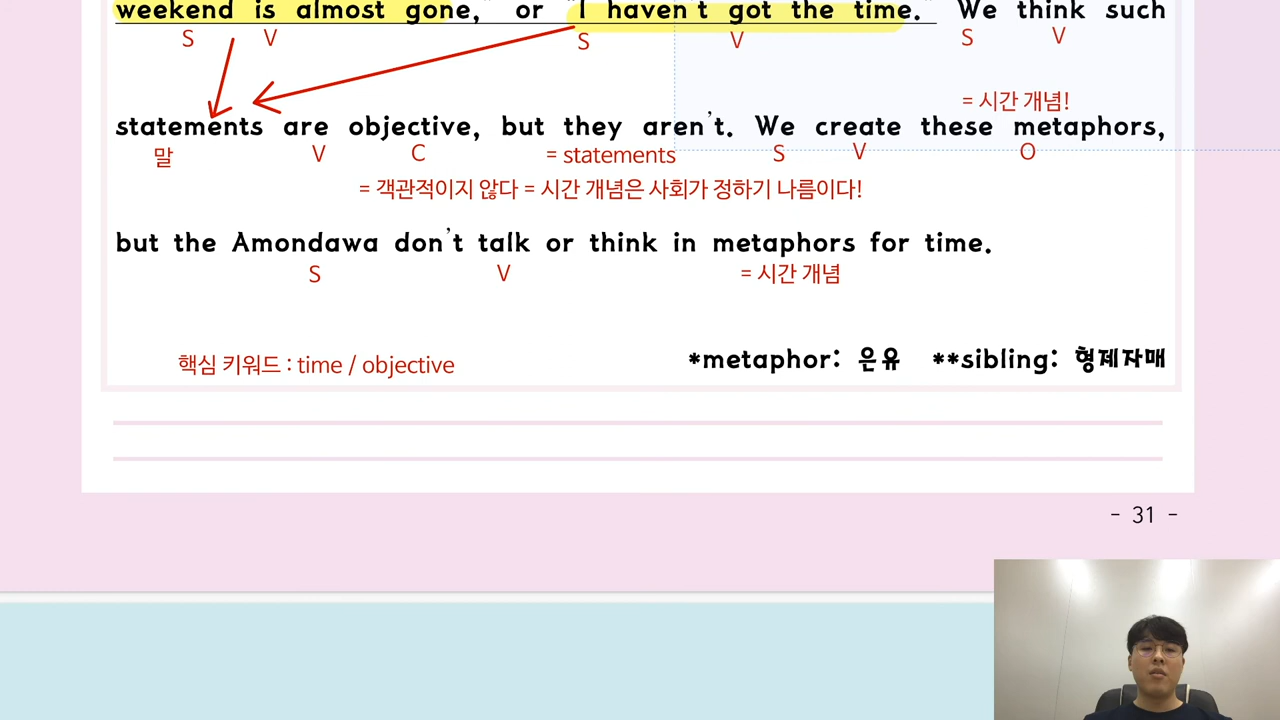 weekend is almost gone," or "I haven't got the time." We think such
S V S V S V
= 시간 개념!
statements are objective, but they aren't. We create these metaphors,
말 V C = statements S V O
= 객관적이지 않다 = 시간 개념은 사회가 정하기 나름이다!
but the Amondawa don't talk or think in metaphors for time.
S V = 시간 개념
핵심 키워드 : time / objective *metaphor: 은유 **sibling: 형제자매
- 31 -